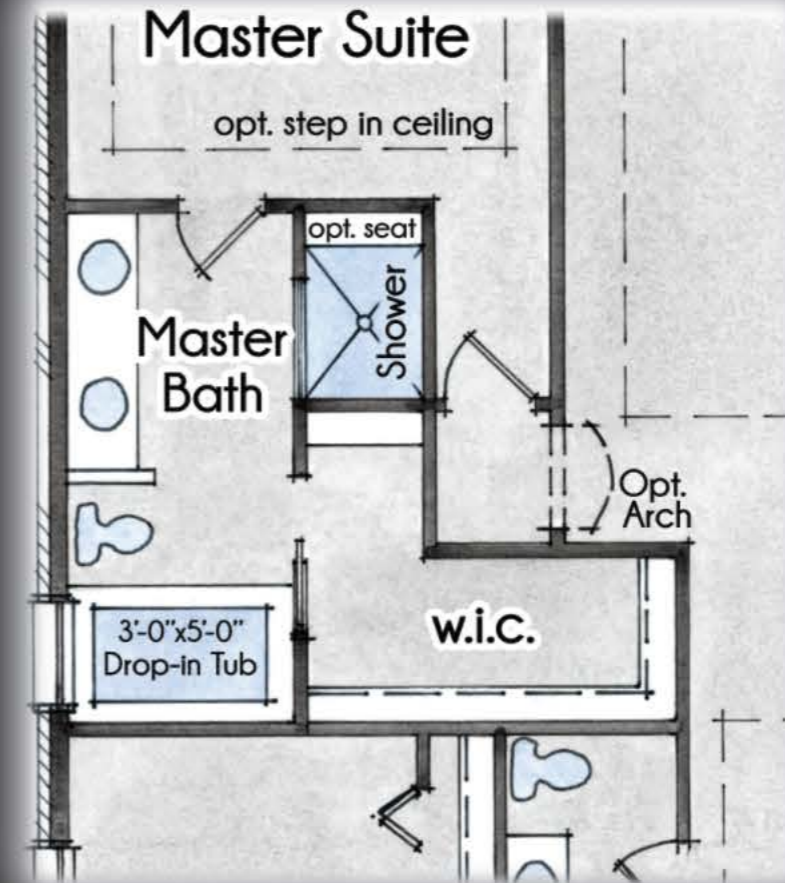 Master Suite
opt. step in ceiling
opt. seat
Shower
Master
Bath
Opt.
Arch
3'-0"x5'-0"
Drop-in Tub
w.i.c.